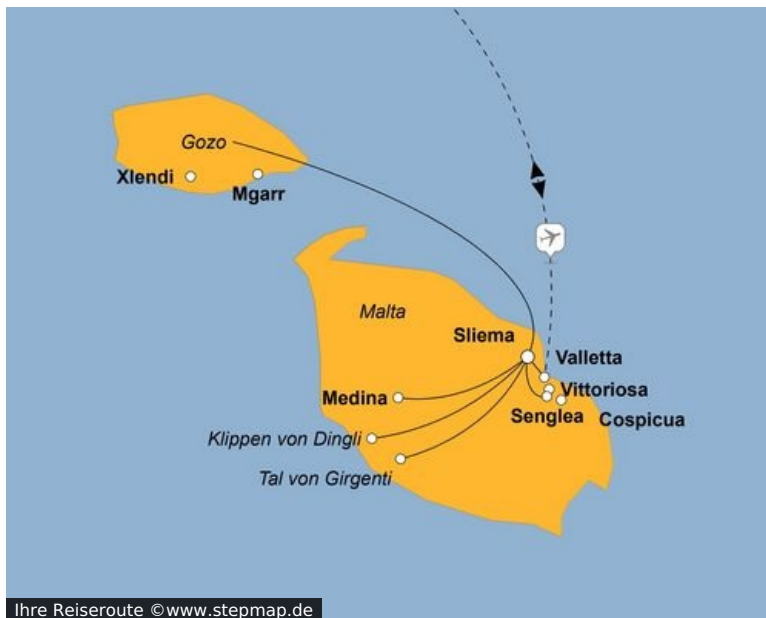 Gozo
Xlendi
Mgarr
Malta
Sliema
Valletta
Medina
Vittoriosa
Senglea
Cospicua
Klippen von Dingli
Tal von Girgenti
Ihre Reiseroute ©www.stepmap.de